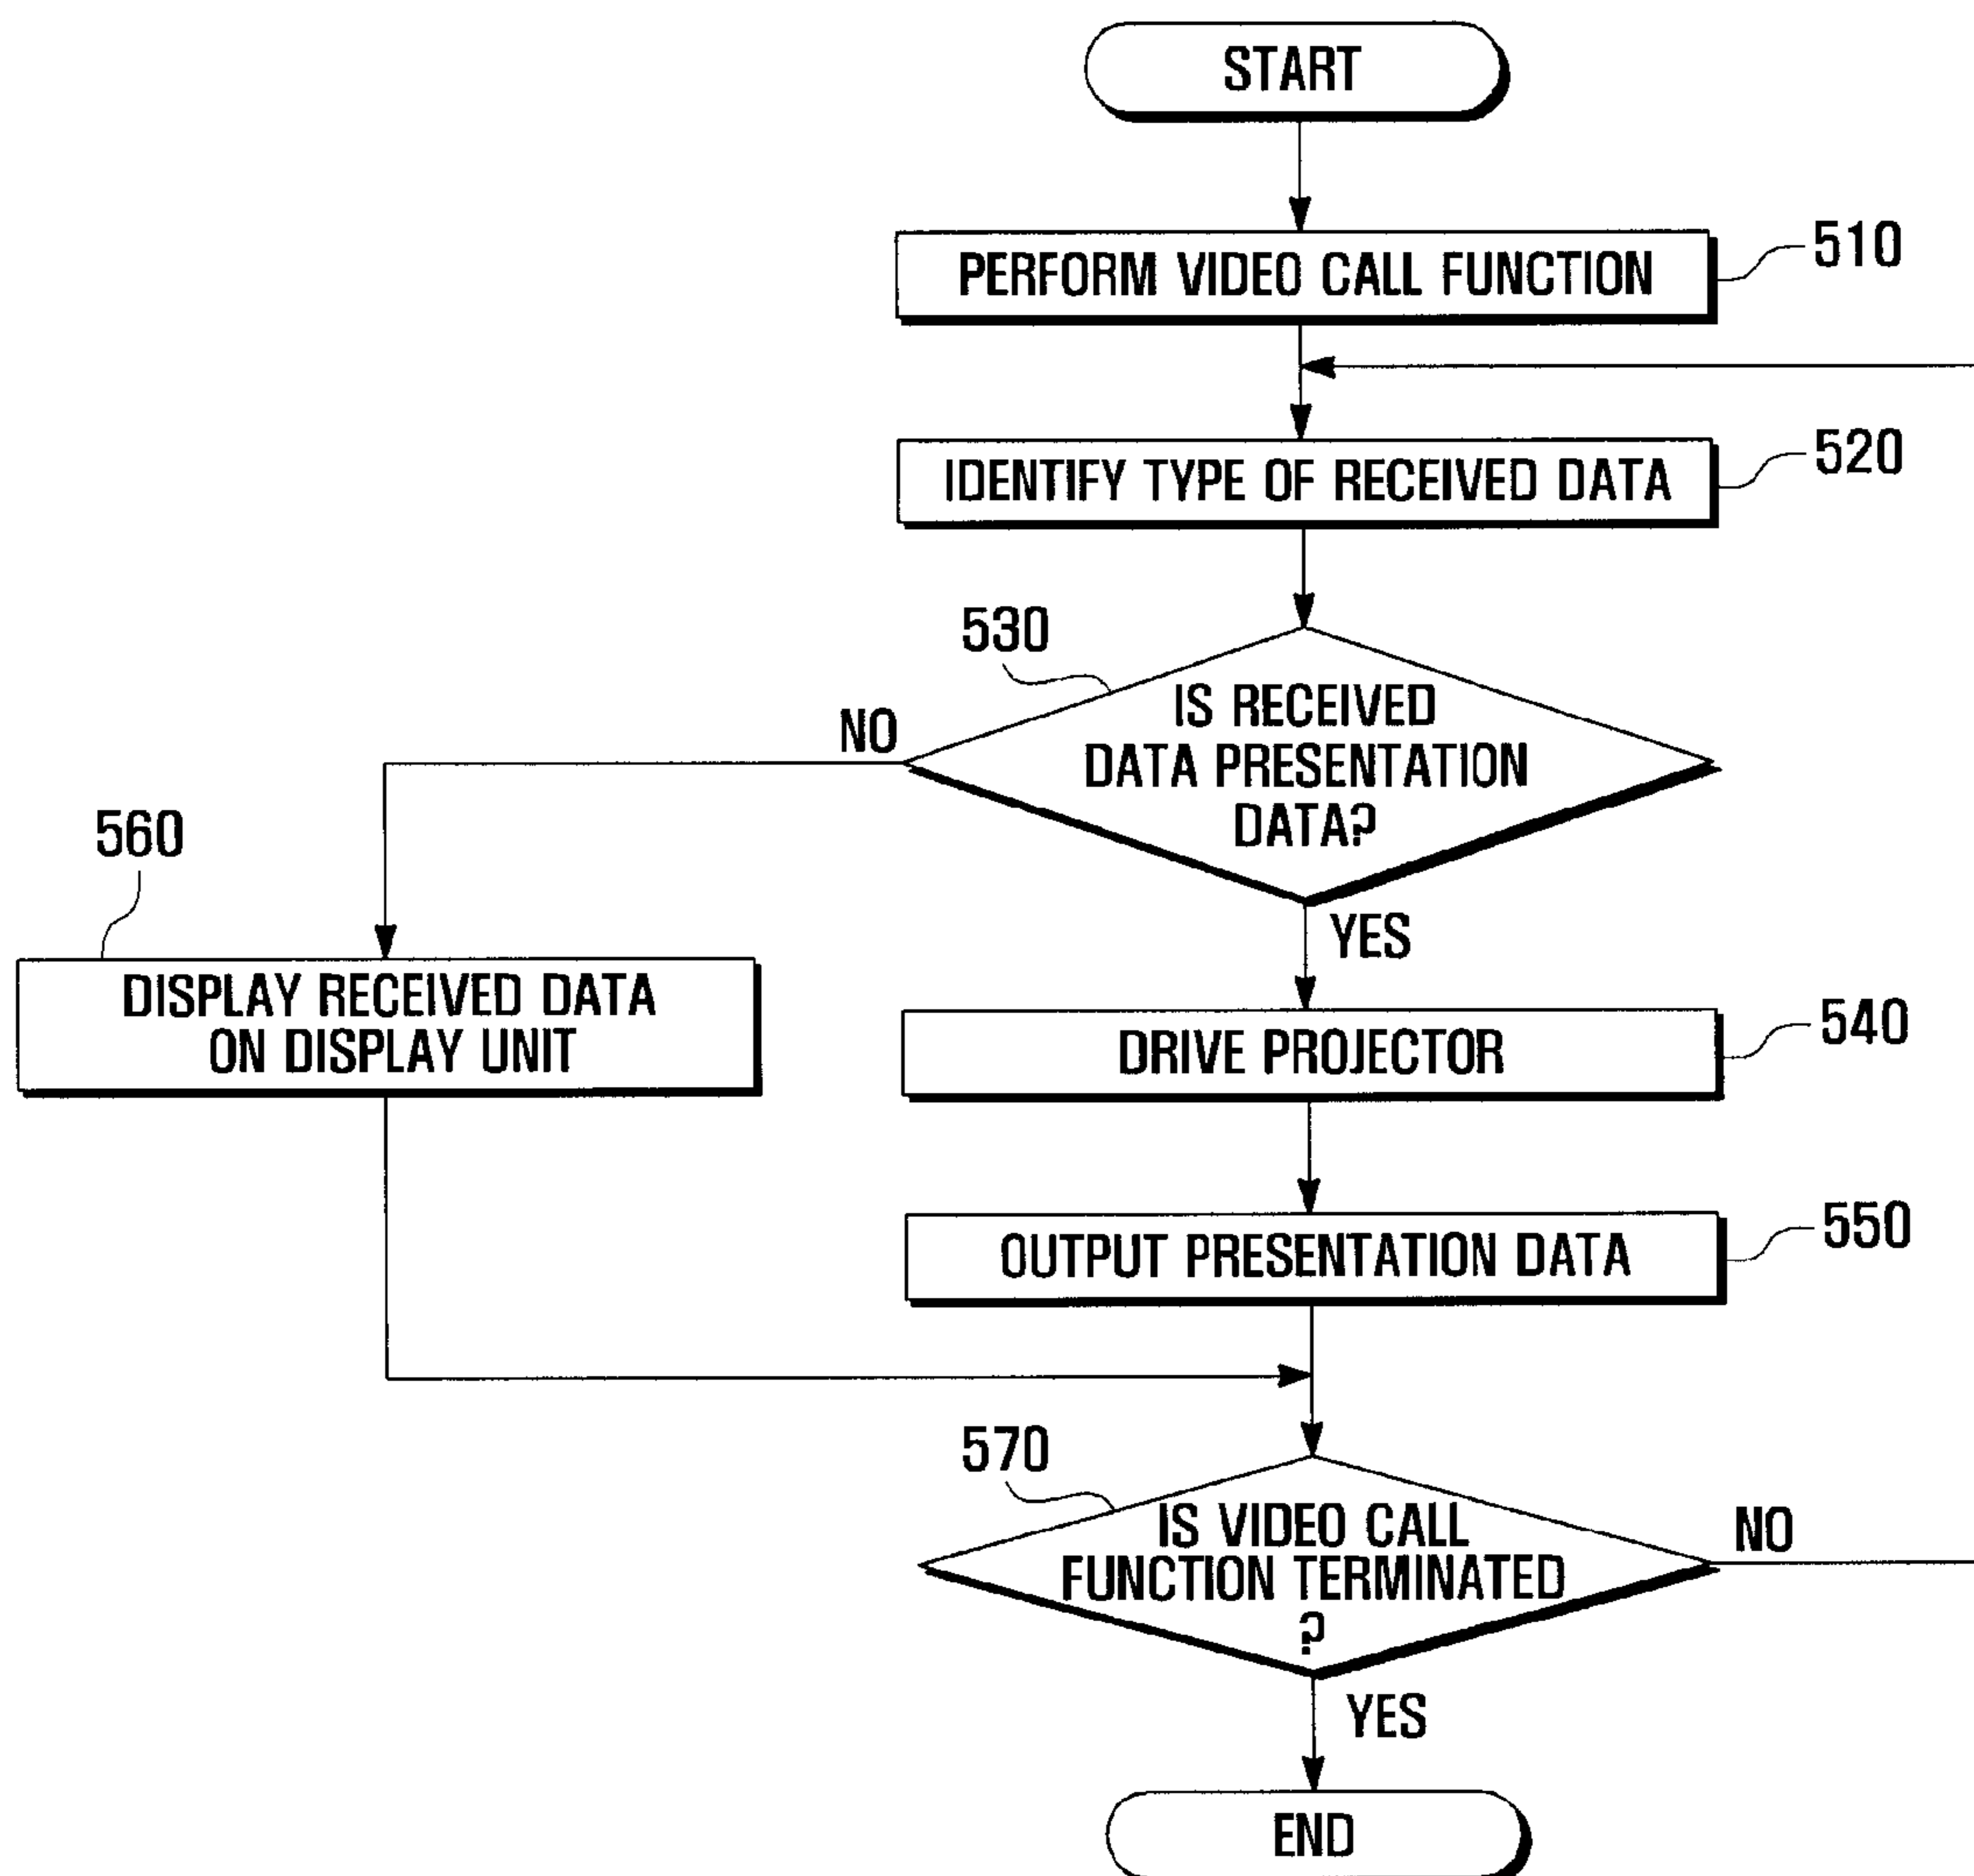 START
PERFORM VIDEO CALL FUNCTION
510
IDENTIFY TYPE OF RECEIVED DATA
520
530
IS RECEIVED
DATA PRESENTATION
DATA?
NO
YES
560
DISPLAY RECEIVED DATA
ON DISPLAY UNIT
DRIVE PROJECTOR
540
OUTPUT PRESENTATION DATA
550
570
IS VIDEO CALL
FUNCTION TERMINATED
?
NO
YES
END